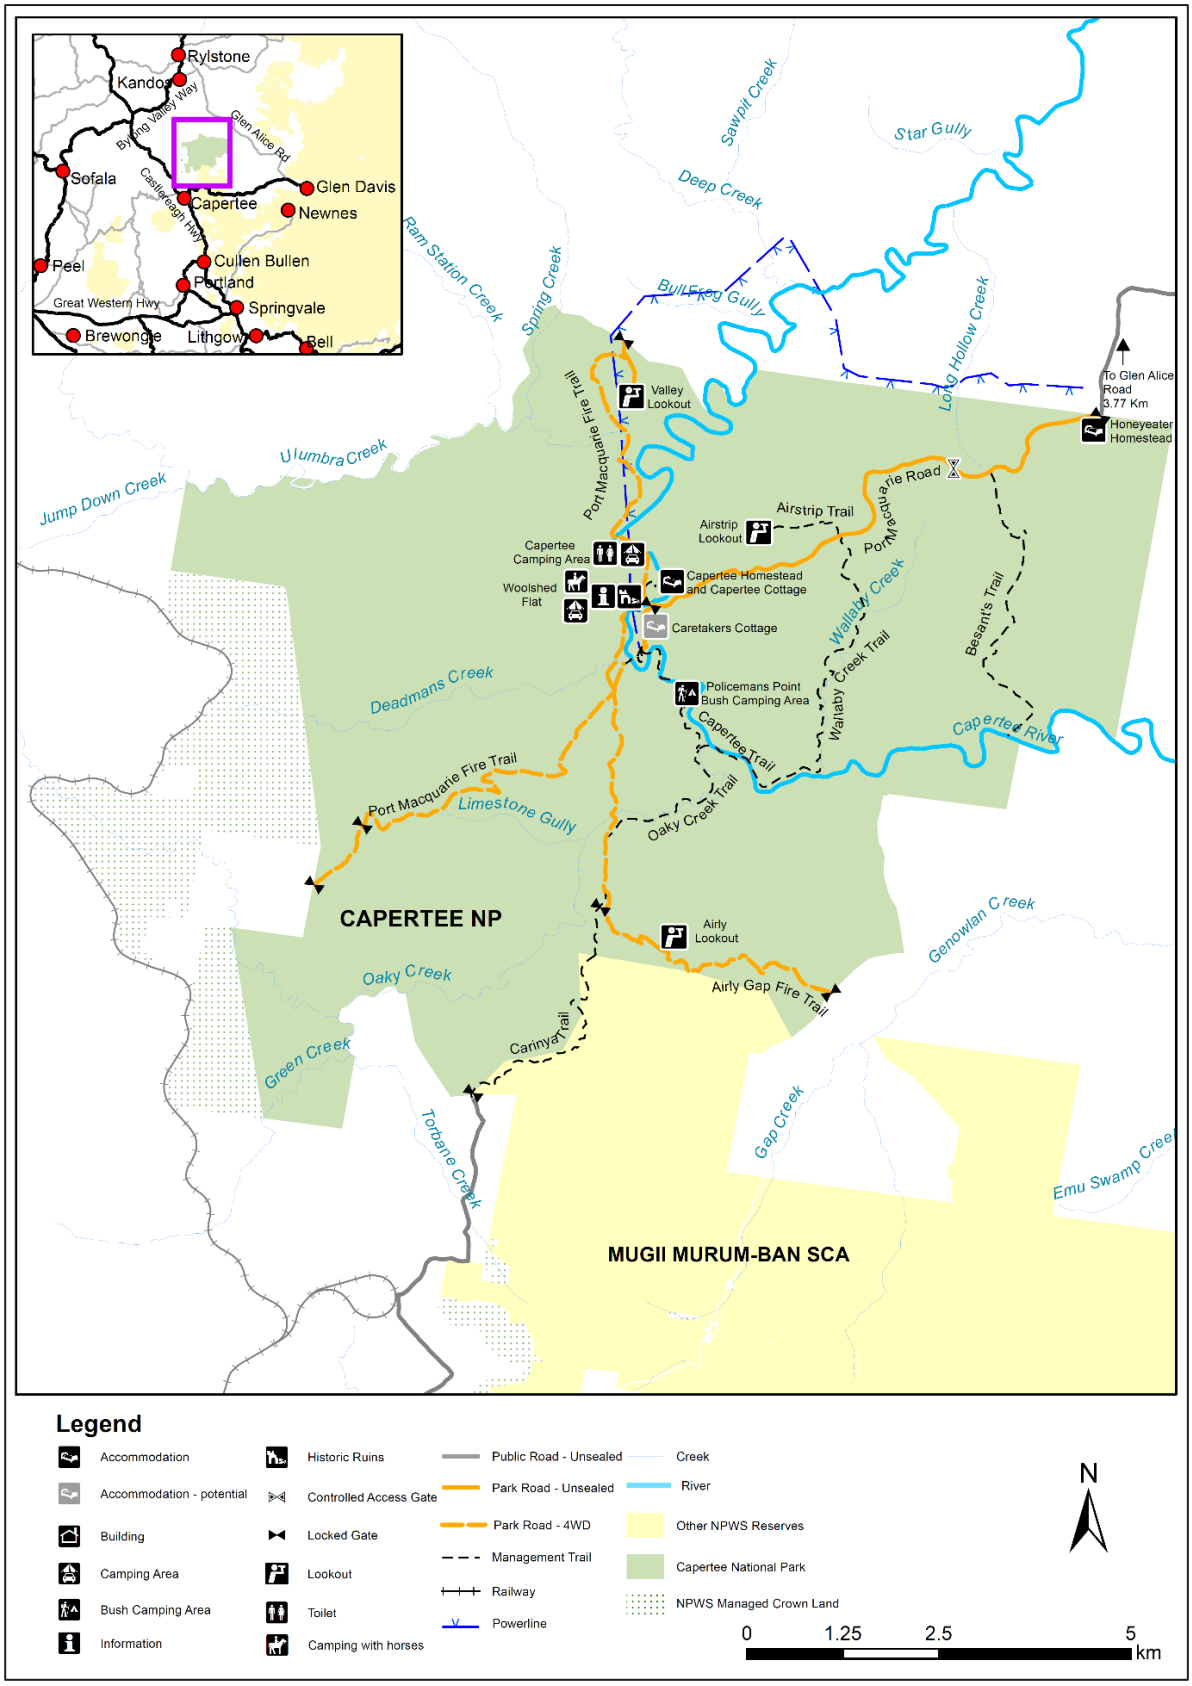 Rylstone
Kandos
Bylong Valley Way
Glen Alice Rd
Sofala
Castlereagh Hwy
Capertee
Glen Davis
Newnes
Peel
Cullen Bullen
Portland
Great Western Hwy
Springvale
Brewongle
Lithgow
Bell
Sawpit Creek
Star Gully
Deep Creek
Ram Station Creek
Spring Creek
Bull Frog Gully
Long Hollow Creek
To Glen Alice
Road
3.77 Km
Valley
Lookout
Port Macquarie Fire Trail
Honeyeater
Homestead
Ulumbra Creek
Jump Down Creek
Port Macquarie Road
Airstrip Trail
Airstrip
Lookout
Capertee
Camping Area
Woolshed
Flat
Capertee Homestead
and Capertee Cottage
Wallaby Creek
Caretakers Cottage
Besant's Trail
Wallaby Creek Trail
Deadmans Creek
Policemans Point
Bush Camping Area
Capertee Trail
Capertee River
Port Macquarie Fire Trail
Limestone Gully
Oaky Creek Trail
CAPERTEE NP
Airly
Lookout
Genowlan Creek
Oaky Creek
Airly Gap Fire Trail
Carinya Trail
Green Creek
Torbane Creek
Gap Creek
Emu Swamp Creek
MUGII MURUM-BAN SCA
Legend
Accommodation
Accommodation - potential
Building
Camping Area
Bush Camping Area
Information
Historic Ruins
Controlled Access Gate
Locked Gate
Lookout
Toilet
Camping with horses
Public Road - Unsealed
Park Road - Unsealed
Park Road - 4WD
Management Trail
Railway
Powerline
Creek
River
Other NPWS Reserves
Capertee National Park
NPWS Managed Crown Land
N
0 1.25 2.5 5
km